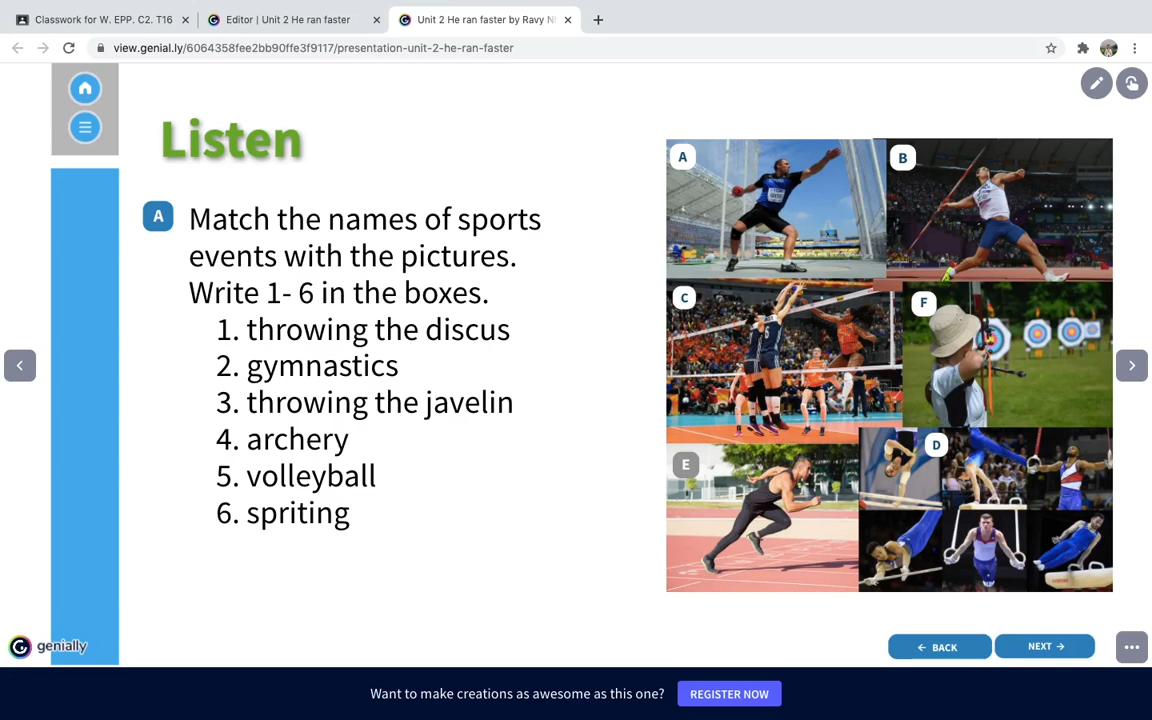 Classwork for W. EPP. C2. T16
Editor | Unit 2 He ran faster
Unit 2 He ran faster by Ravy N
view.genial.ly/6064358fee2bb90ffe3f9117/presentation-unit-2-he-ran-faster
Listen
A Match the names of sports
events with the pictures.
Write 1- 6 in the boxes.
1. throwing the discus
2. gymnastics
3. throwing the javelin
4. archery
5. volleyball
6. spriting
A
B
C
F
E
D
genially
← BACK
NEXT →
Want to make creations as awesome as this one? REGISTER NOW